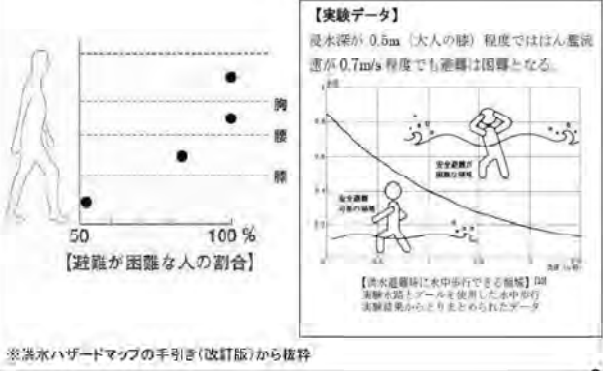 胸
腰
膝
50
100 %
【避難が困難な人の割合】
【実験データ】
浸水深が 0.5m（大人の膝）程度でははん濫流
速が 0.7m/s 程度でも避難は困難となる。
安全避難が
困難な領域
安全避難
可能の領域
【洪水避難時に水中歩行できる領域】
実験水路とプールを使用した水中歩行
実験結果からとりまとめられたデータ
※洪水ハザードマップの手引き（改訂版）から抜粋